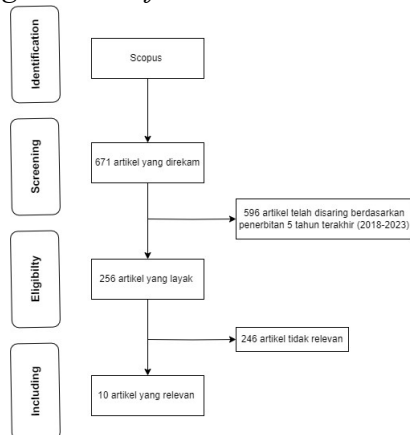 Identification
Scopus
Screening
671 artikel yang direkam
596 artikel telah disaring berdasarkan
penerbitan 5 tahun terakhir (2018-2023)
Eligibilty
256 artikel yang layak
246 artikel tidak relevan
Including
10 artikel yang relevan